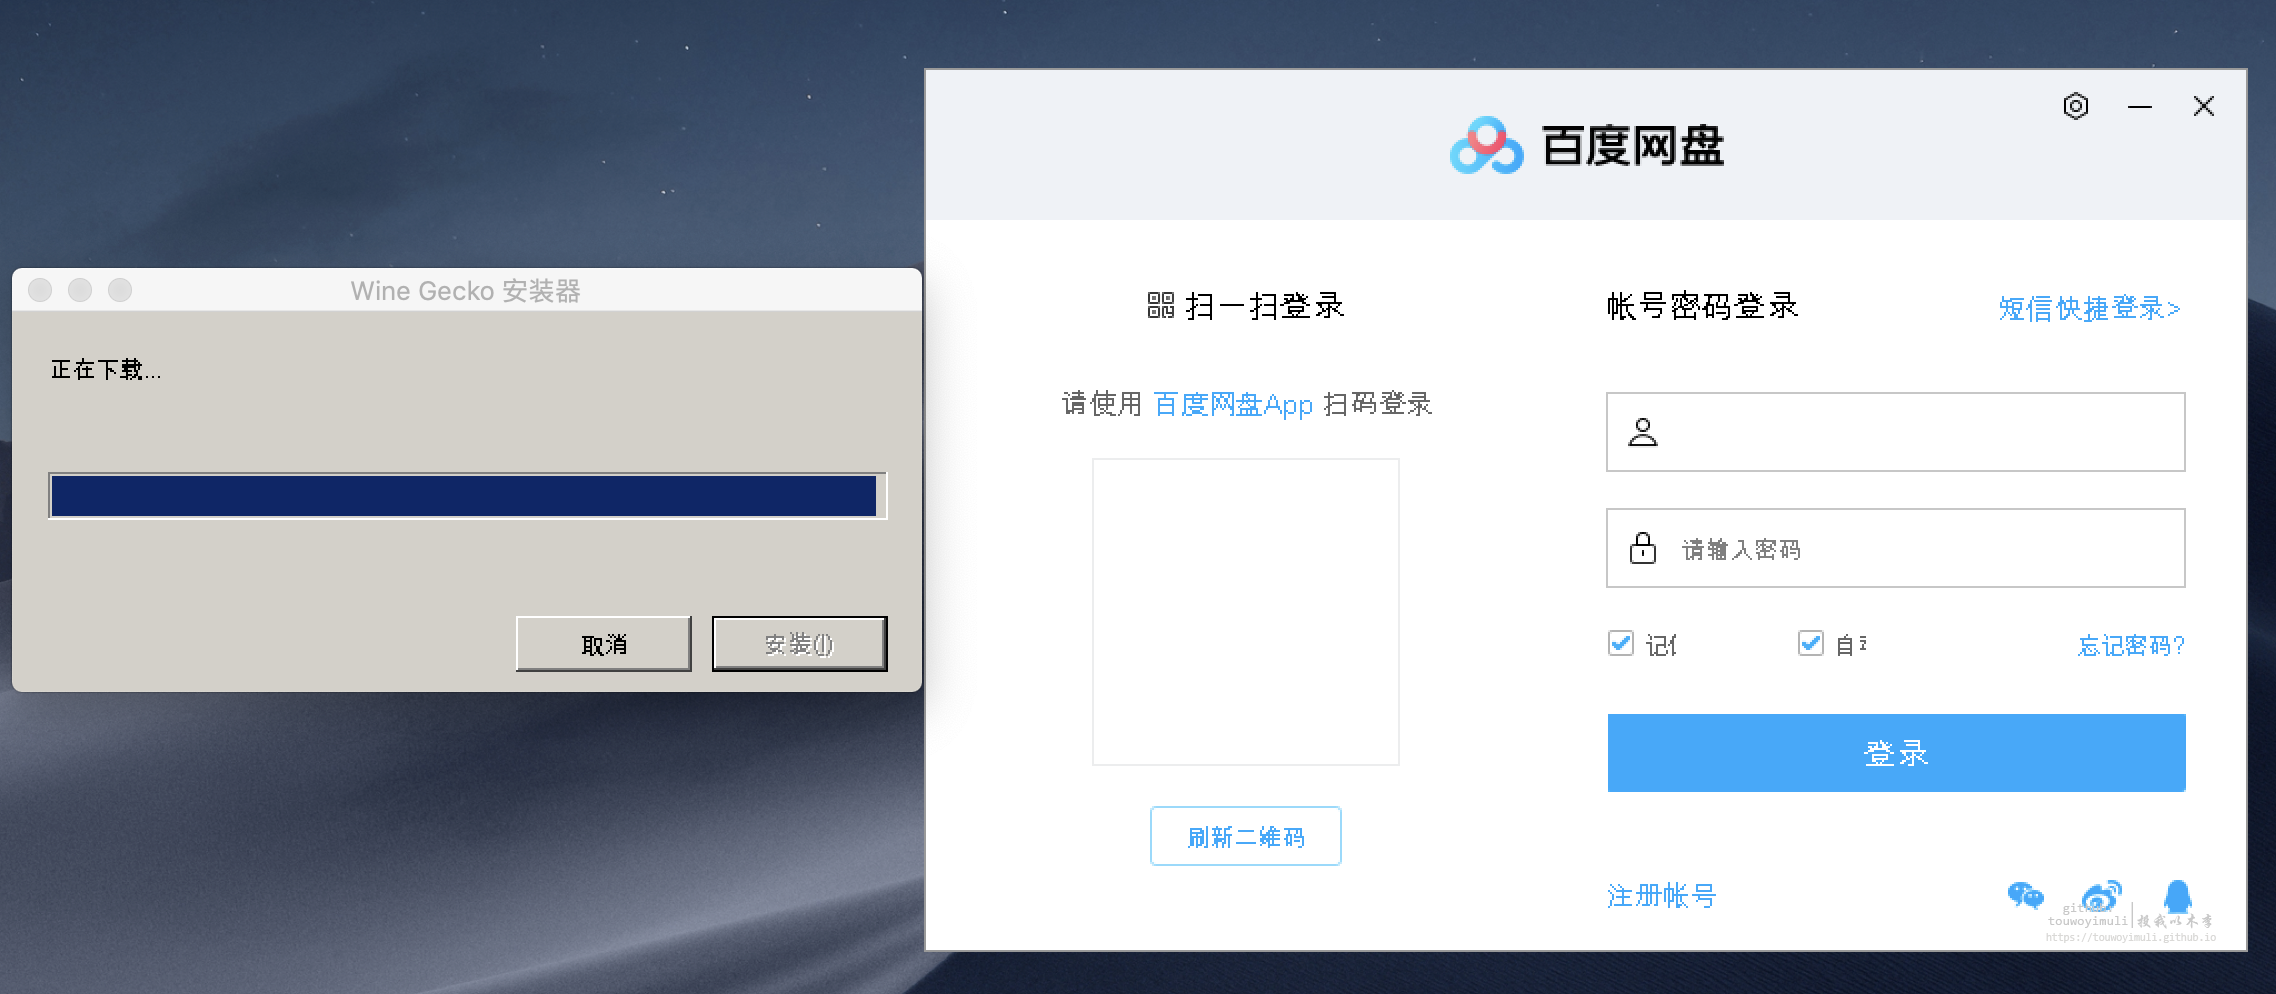 Wine Gecko 安装器
正在下载...
取消
安装(I)
百度网盘
扫一扫登录
请使用 百度网盘App 扫码登录
刷新二维码
帐号密码登录
短信快捷登录>
请输入密码
记
自
忘记密码?
登录
注册帐号
github
touwoyimuli
投我以木李
https://touwoyimuli.github.io